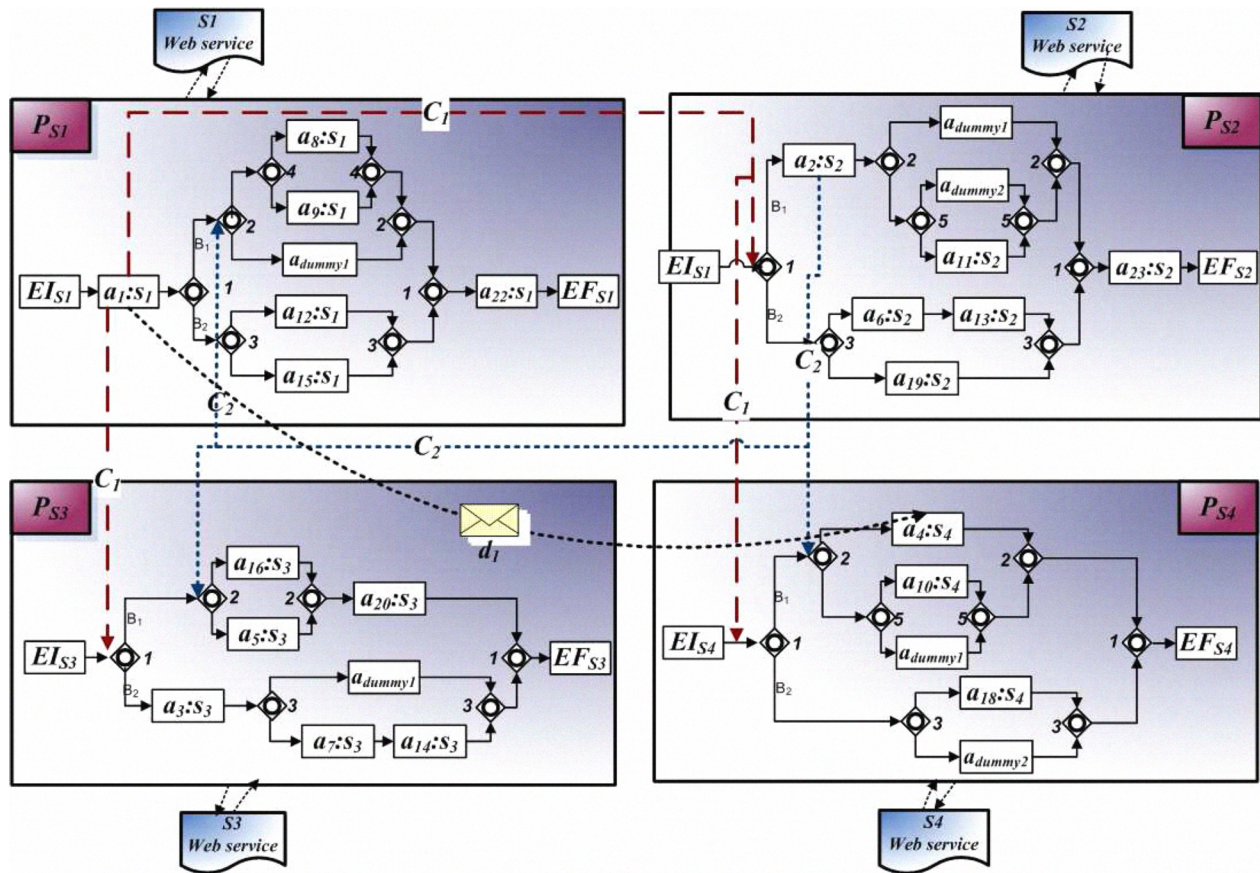 S1
Web service
S2
Web service
P_S1
C_1
P_S2
a_8:s_1
4
4
a_9:s_1
2
2
B_1
a_dummy1
EI_S1
a_1:s_1
1
1
a_22:s_1
EF_S1
B_2
a_12:s_1
3
3
a_15:s_1
C_2
a_dummy1
a_2:s_2
2
2
a_dummy2
B_1
5
5
a_11:s_2
EI_S1
1
1
a_23:s_2
EF_S2
B_2
a_6:s_2
a_13:s_2
3
3
C_2
a_19:s_2
C_1
C_2
C_1
P_S3
d_1
P_S4
a_16:s_3
2
2
a_20:s_3
B_1
a_5:s_3
EI_S3
1
1
EF_S3
B_2
a_dummy1
a_3:s_3
3
3
a_7:s_3
a_14:s_3
a_4:s_4
2
2
a_10:s_4
B_1
5
5
EI_S4
1
a_dummy1
1
EF_S4
B_2
a_18:s_4
3
3
a_dummy2
S3
Web service
S4
Web service